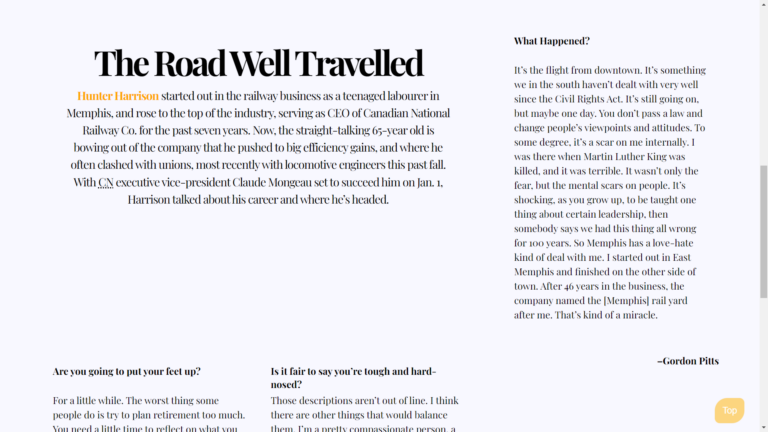 The Road Well Travelled
Hunter Harrison started out in the railway business as a teenaged labourer in
Memphis, and rose to the top of the industry, serving as CEO of Canadian National
Railway Co. for the past seven years. Now, the straight-talking 65-year old is
bowing out of the company that he pushed to big efficiency gains, and where he
often clashed with unions, most recently with locomotive engineers this past fall.
With CN executive vice-president Claude Mongeau set to succeed him on Jan. 1,
Harrison talked about his career and where he's headed.
What Happened?
It's the flight from downtown. It's something
we in the south haven't dealt with very well
since the Civil Rights Act. It's still going on,
but maybe one day. You don't pass a law and
change people's viewpoints and attitudes. To
some degree, it's a scar on me internally. I
was there when Martin Luther King was
killed, and it was terrible. It wasn't only the
fear, but the mental scars on people. It's
shocking, as you grow up, to be taught one
thing about certain leadership, then
somebody says we had this thing all wrong
for 100 years. So Memphis has a love-hate
kind of deal with me. I started out in East
Memphis and finished on the other side of
town. After 46 years in the business, the
company named the [Memphis] rail yard
after me. That's kind of a miracle.
–Gordon Pitts
Are you going to put your feet up?
For a little while. The worst thing some
people do is try to plan retirement too much.
You need a little time to reflect on what you
Is it fair to say you're tough and hard-
nosed?
Those descriptions aren't out of line. I think
there are other things that would balance
them. I'm a pretty compassionate person, a
Top